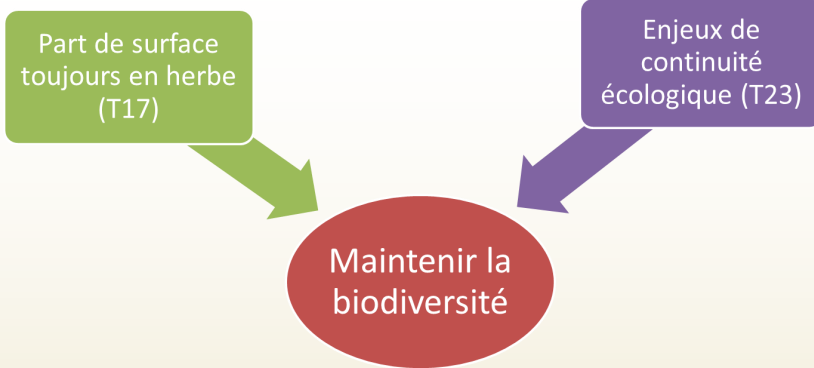 Part de surface
toujours en herbe
(T17)
Enjeux de
continuité
écologique (T23)
Maintenir la
biodiversité